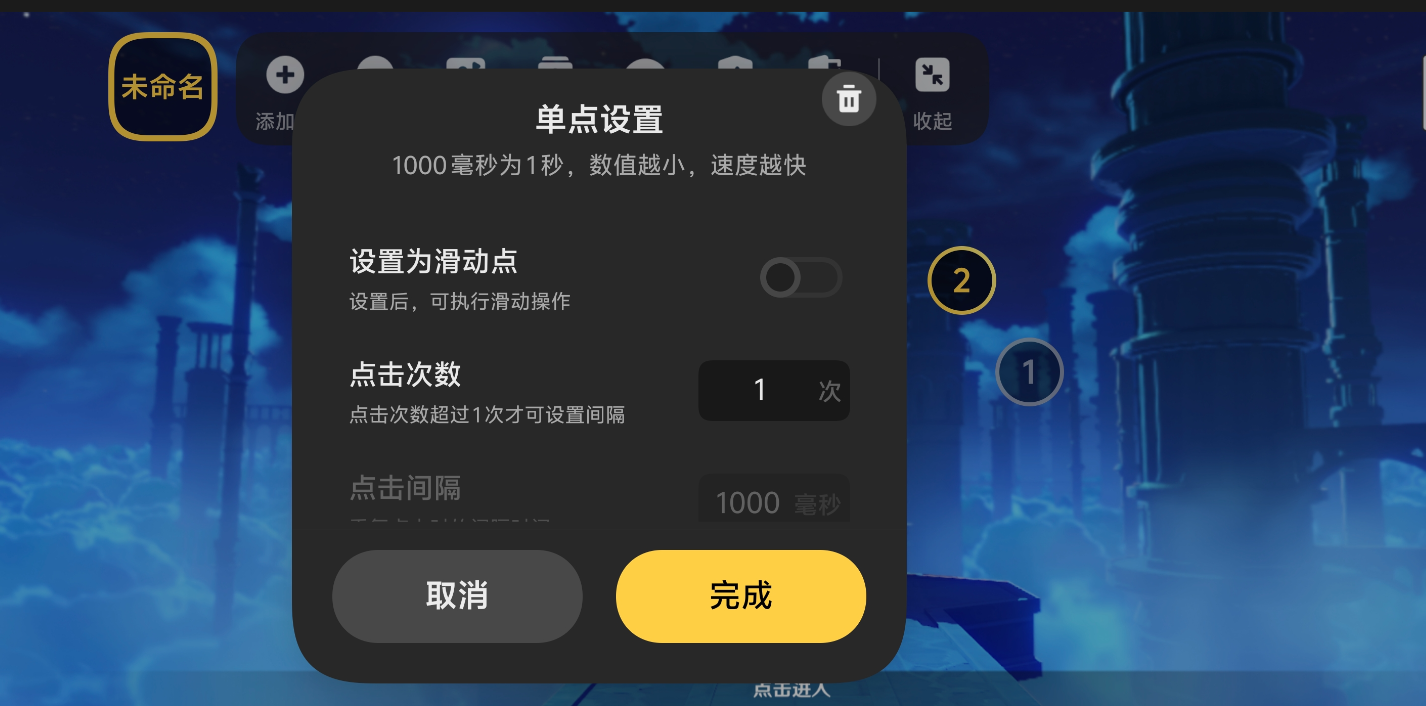 未命名
添加
收起
单点设置
1000毫秒为1秒，数值越小，速度越快
设置为滑动点
设置后，可执行滑动操作
2
1
点击次数
1 次
点击次数超过1次才可设置间隔
点击间隔
1000 毫秒
取消
完成
点击进入